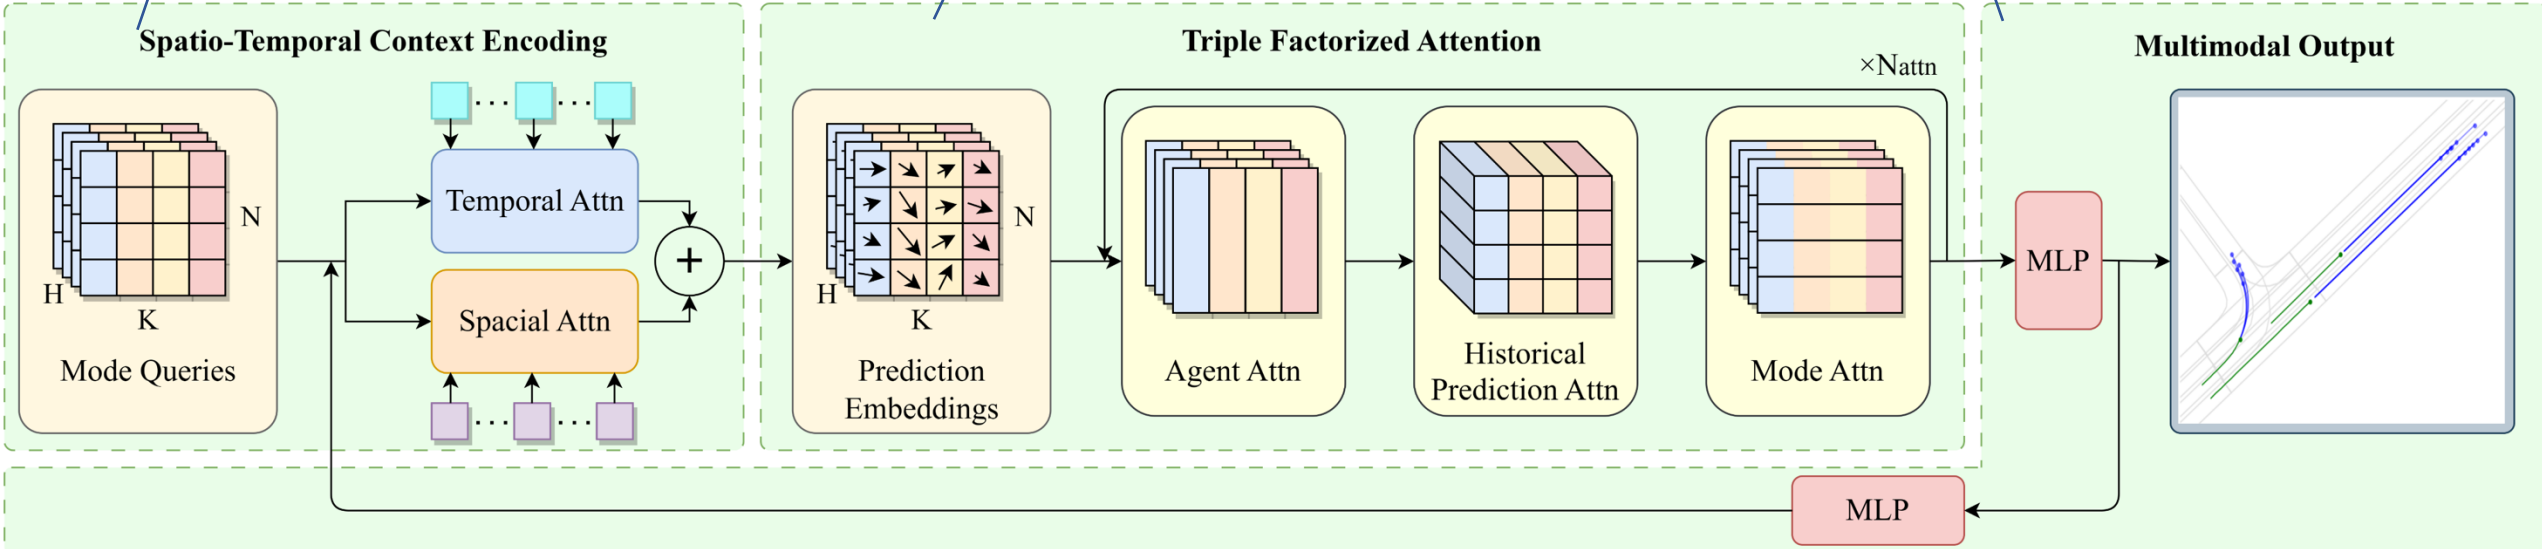 Spatio-Temporal Context Encoding
H
K
N
Mode Queries
Temporal Attn
Spacial Attn
+
Triple Factorized Attention
×Nattn
H
K
N
Prediction
Embeddings
Agent Attn
Historical
Prediction Attn
Mode Attn
Multimodal Output
MLP
MLP